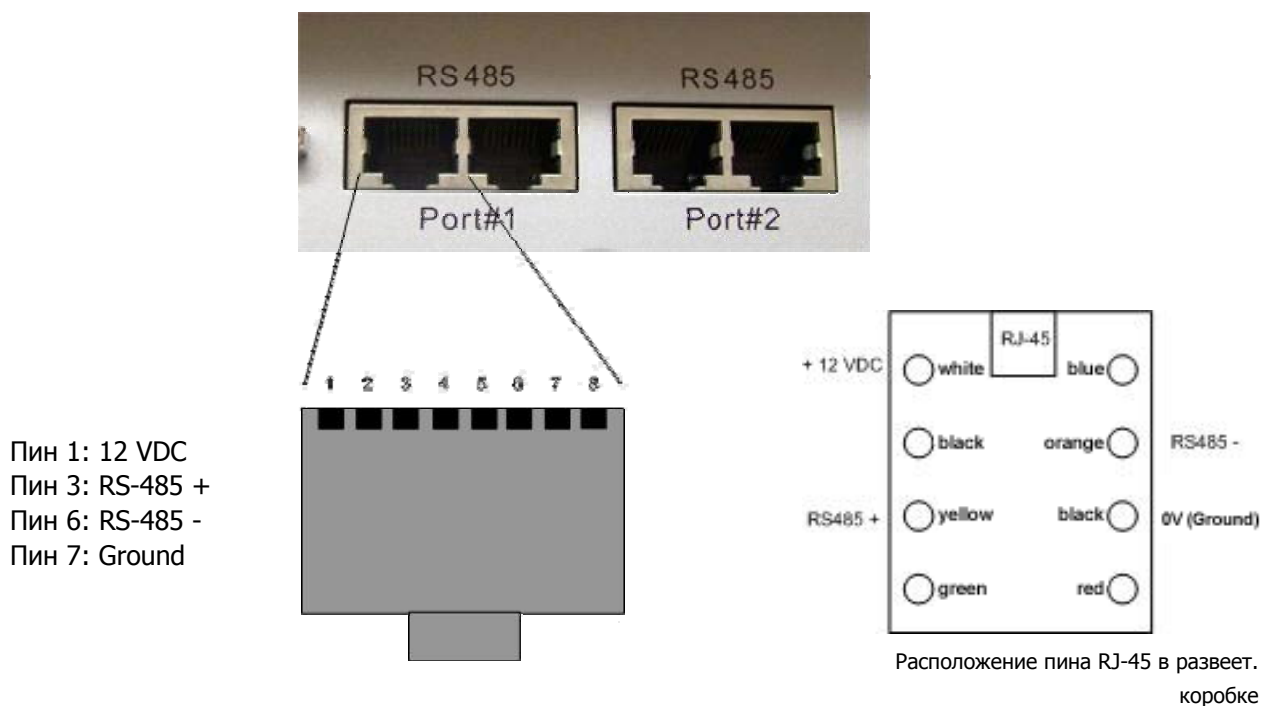 RS485 RS485
Port#1 Port#2
1 2 3 4 5 6 7 8
Пин 1: 12 VDC
Пин 3: RS-485 +
Пин 6: RS-485 -
Пин 7: Ground
RJ-45
+ 12 VDC white blue
black orange RS485 -
RS485 + yellow black 0V (Ground)
green red
Расположение пина RJ-45 в развеет.
коробке